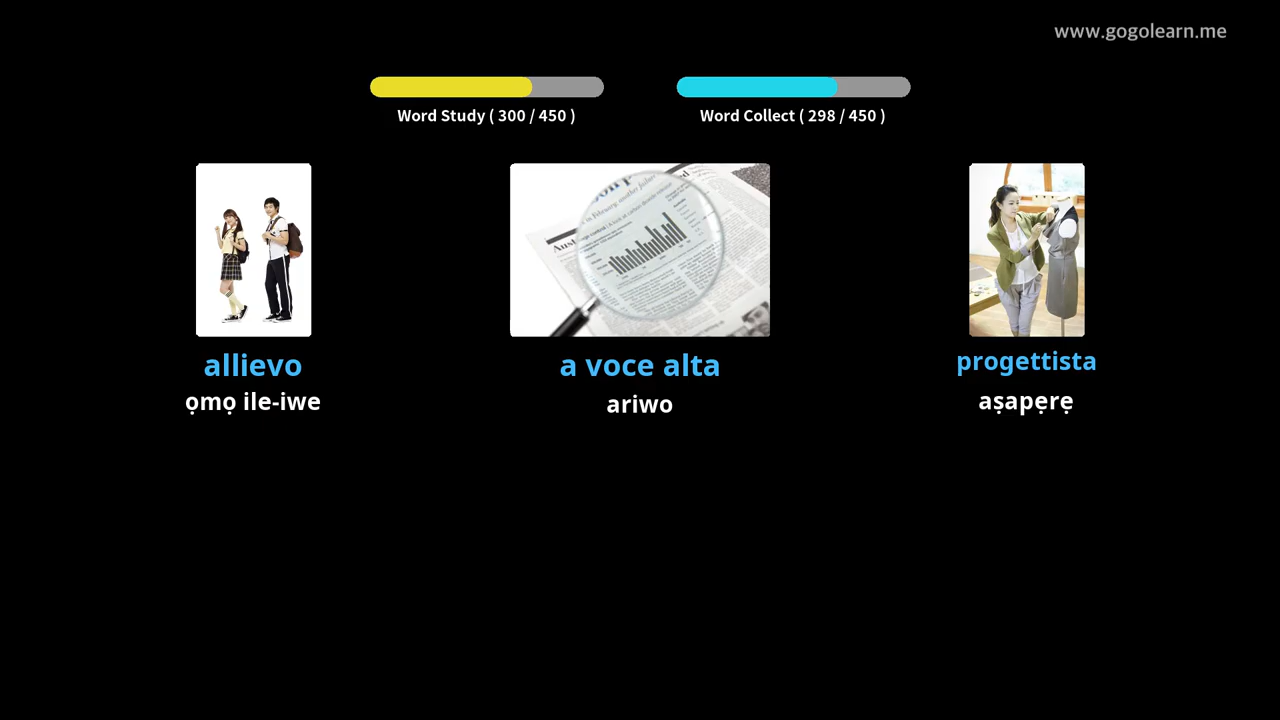 www.gogolearn.me
Word Study ( 300 / 450 )
Word Collect ( 298 / 450 )
allievo
ọmọ ile-iwe
a voce alta
ariwo
progettista
aṣapẹrẹ